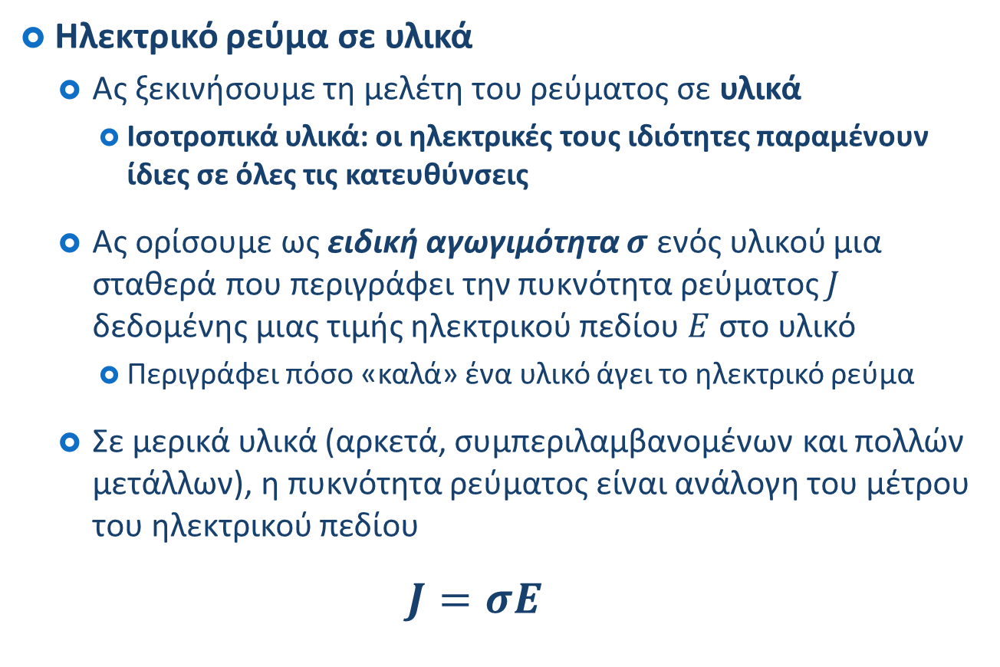 Ηλεκτρικό ρεύμα σε υλικά
Ας ξεκινήσουμε τη μελέτη του ρεύματος σε υλικά
Ισοτροπικά υλικά: οι ηλεκτρικές τους ιδιότητες παραμένουν
ίδιες σε όλες τις κατευθύνσεις
Ας ορίσουμε ως ειδική αγωγιμότητα σ ενός υλικού μια
σταθερά που περιγράφει την πυκνότητα ρεύματος J
δεδομένης μιας τιμής ηλεκτρικού πεδίου E στο υλικό
Περιγράφει πόσο «καλά» ένα υλικό άγει το ηλεκτρικό ρεύμα
Σε μερικά υλικά (αρκετά, συμπεριλαμβανομένων και πολλών
μετάλλων), η πυκνότητα ρεύματος είναι ανάλογη του μέτρου
του ηλεκτρικού πεδίου
J = σE